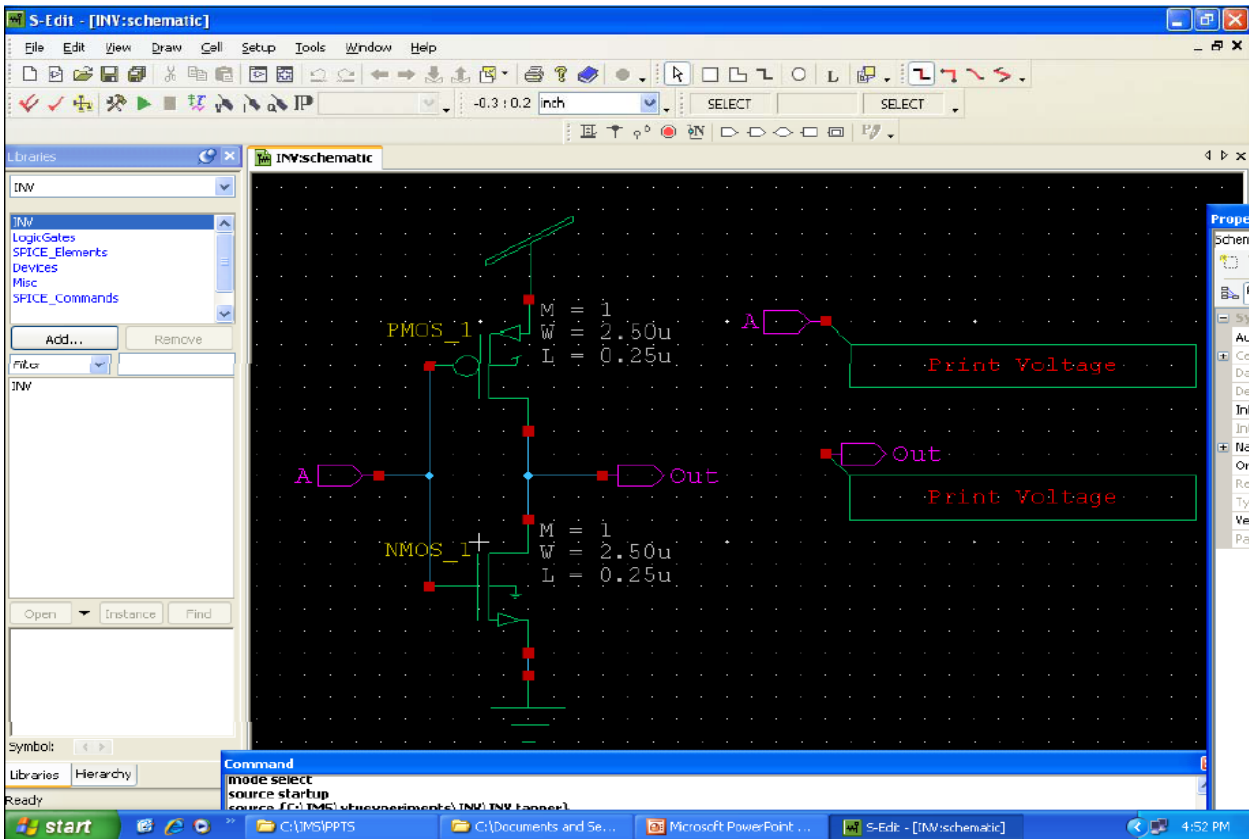 S-Edit - [INV:schematic]
File Edit View Draw Cell Setup Tools Window Help
-0.3 : 0.2 inch SELECT SELECT
Libraries
INV:schematic
INV
INV
LogicGates
SPICE_Elements
Devices
Misc
SPICE_Commands
Add... Remove
Filter
INV
Open Instance Find
Symbol:
Libraries Hierarchy
Ready
PMOS_1
M = 1
W = 2.50u
L = 0.25u
A
Print Voltage
A
Out
Out
Print Voltage
NMOS_1
M = 1
W = 2.50u
L = 0.25u
Command
mode select
source startup
start C:\JMS\PPTS C:\Documents and Se... Microsoft PowerPoint ... S-Edit - [INV:schematic] 4:52 PM